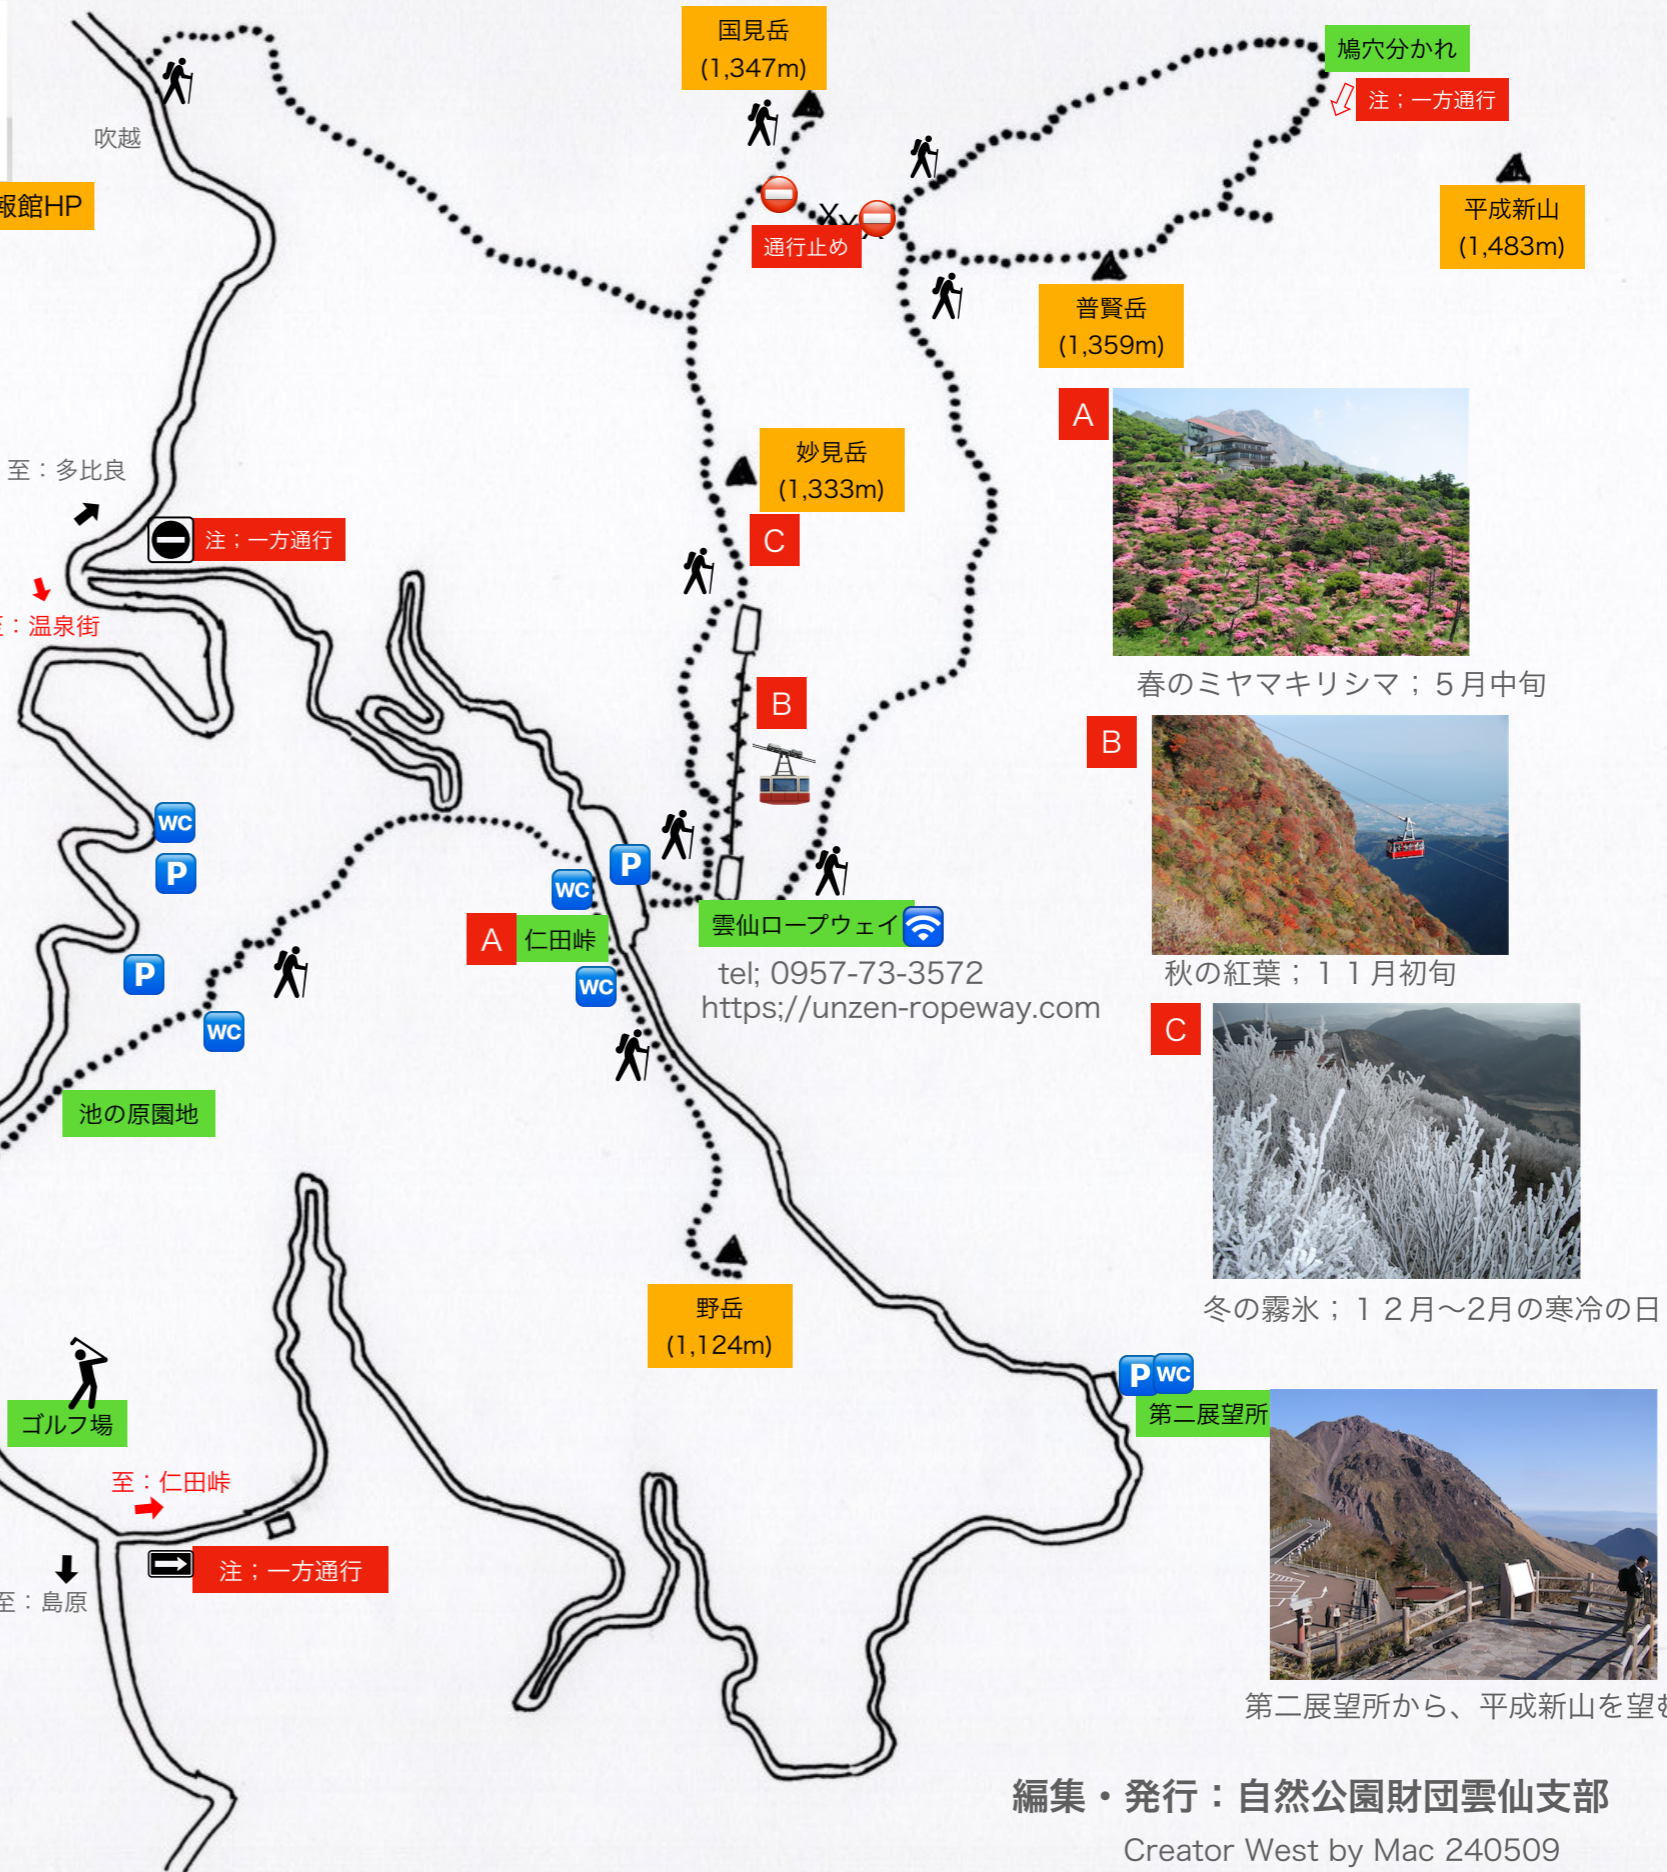 国見岳
(1,347m)
鳩穴分かれ
注；一方通行
吹越
報館HP
通行止め
平成新山
(1,483m)
普賢岳
(1,359m)
A
至：多比良
注；一方通行
妙見岳
(1,333m)
C
至：温泉街
春のミヤマキリシマ；５月中旬
B
B
WC
P
P
WC
A
仁田峠
雲仙ロープウェイ
tel; 0957-73-3572
https;//unzen-ropeway.com
秋の紅葉；１１月初旬
P
WC
WC
C
池の原園地
野岳
(1,124m)
冬の霧氷；１２月〜2月の寒冷の日
P
WC
第二展望所
ゴルフ場
至：仁田峠
注；一方通行
至：島原
第二展望所から、平成新山を望む
編集・発行：自然公園財団雲仙支部
Creator West by Mac 240509